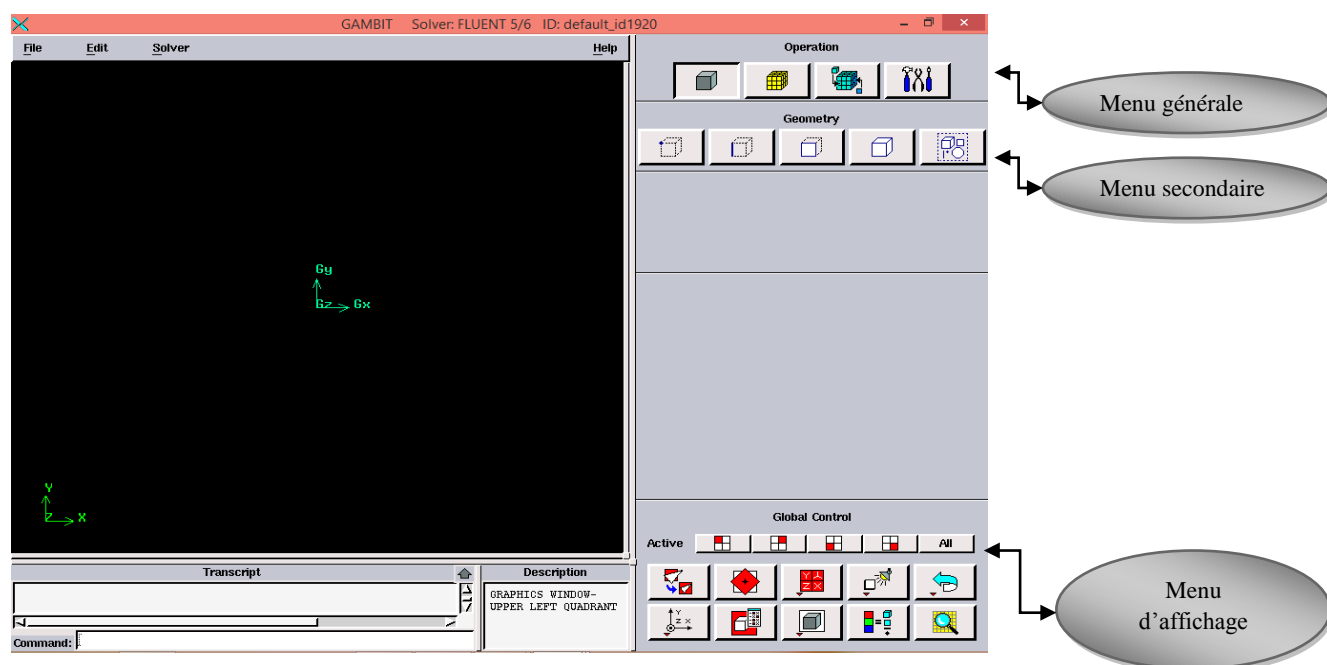 GAMBIT Solver: FLUENT 5/6 ID: default_id1920
File Edit Solver Help
Operation
Menu générale
Geometry
Menu secondaire
Gy
Gz Gx
Y
Z X
Global Control
Active All
Y
Z X
Y
Z X
Transcript
Description
GRAPHICS WINDOW-
UPPER LEFT QUADRANT
Command:
Menu
d’affichage